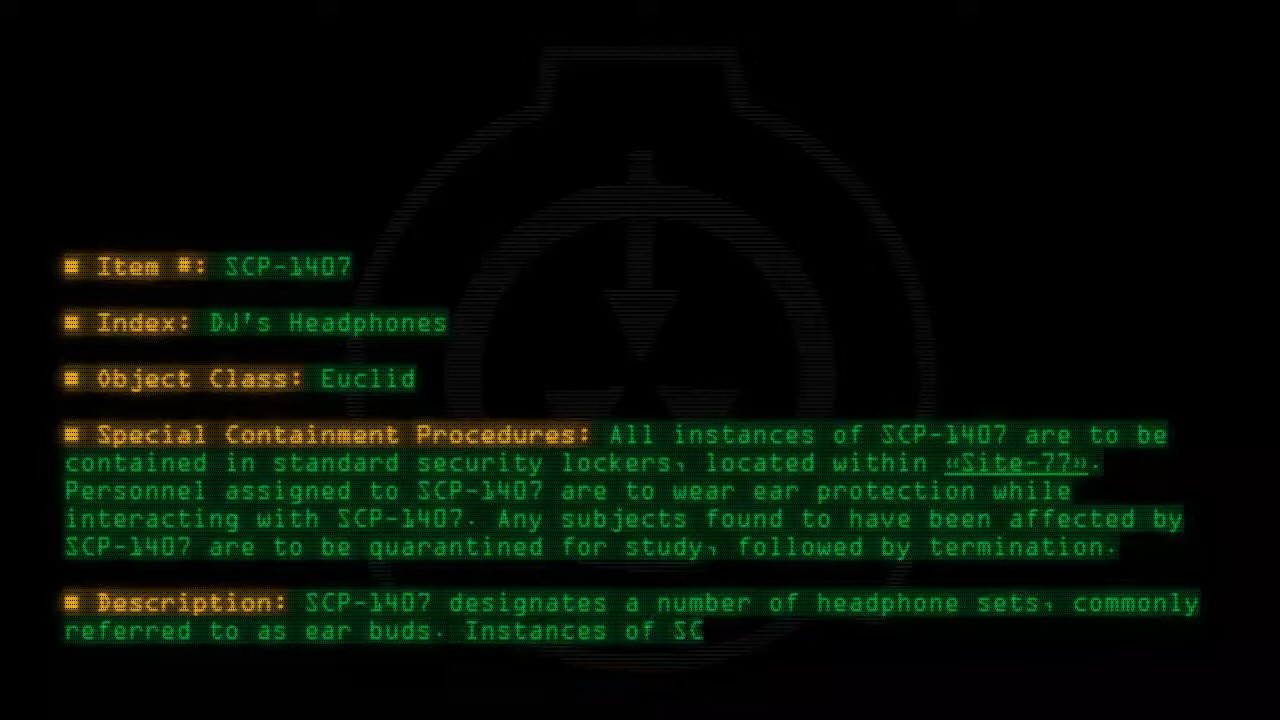 ■ Item #: SCP-1407
■ Index: DJ's Headphones
■ Object Class: Euclid
■ Special Containment Procedures: All instances of SCP-1407 are to be
contained in standard security lockers, located within «Site-77».
Personnel assigned to SCP-1407 are to wear ear protection while
interacting with SCP-1407. Any subjects found to have been affected by
SCP-1407 are to be quarantined for study, followed by termination.
■ Description: SCP-1407 designates a number of headphone sets, commonly
referred to as ear buds. Instances of SC